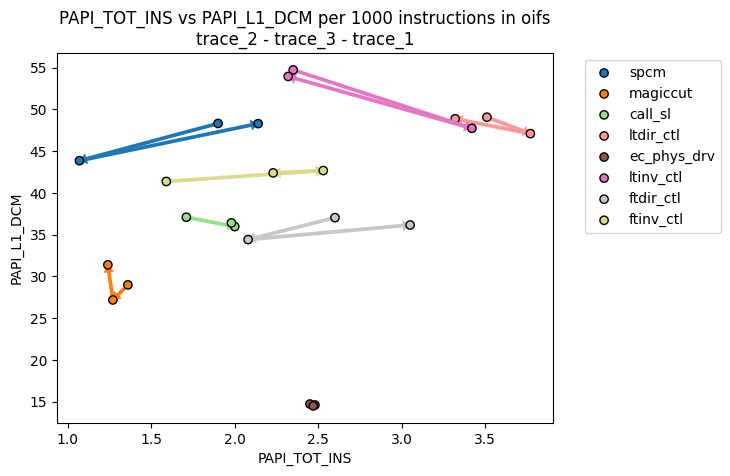 PAPI_TOT_INS vs PAPI_L1_DCM per 1000 instructions in oifs
trace_2 - trace_3 - trace_1
55
50
45
40
35
30
25
20
15
PAPI_L1_DCM
1.0 1.5 2.0 2.5 3.0 3.5
PAPI_TOT_INS
spcm
magiccut
call_sl
ltdir_ctl
ec_phys_drv
ltinv_ctl
ftdir_ctl
ftinv_ctl